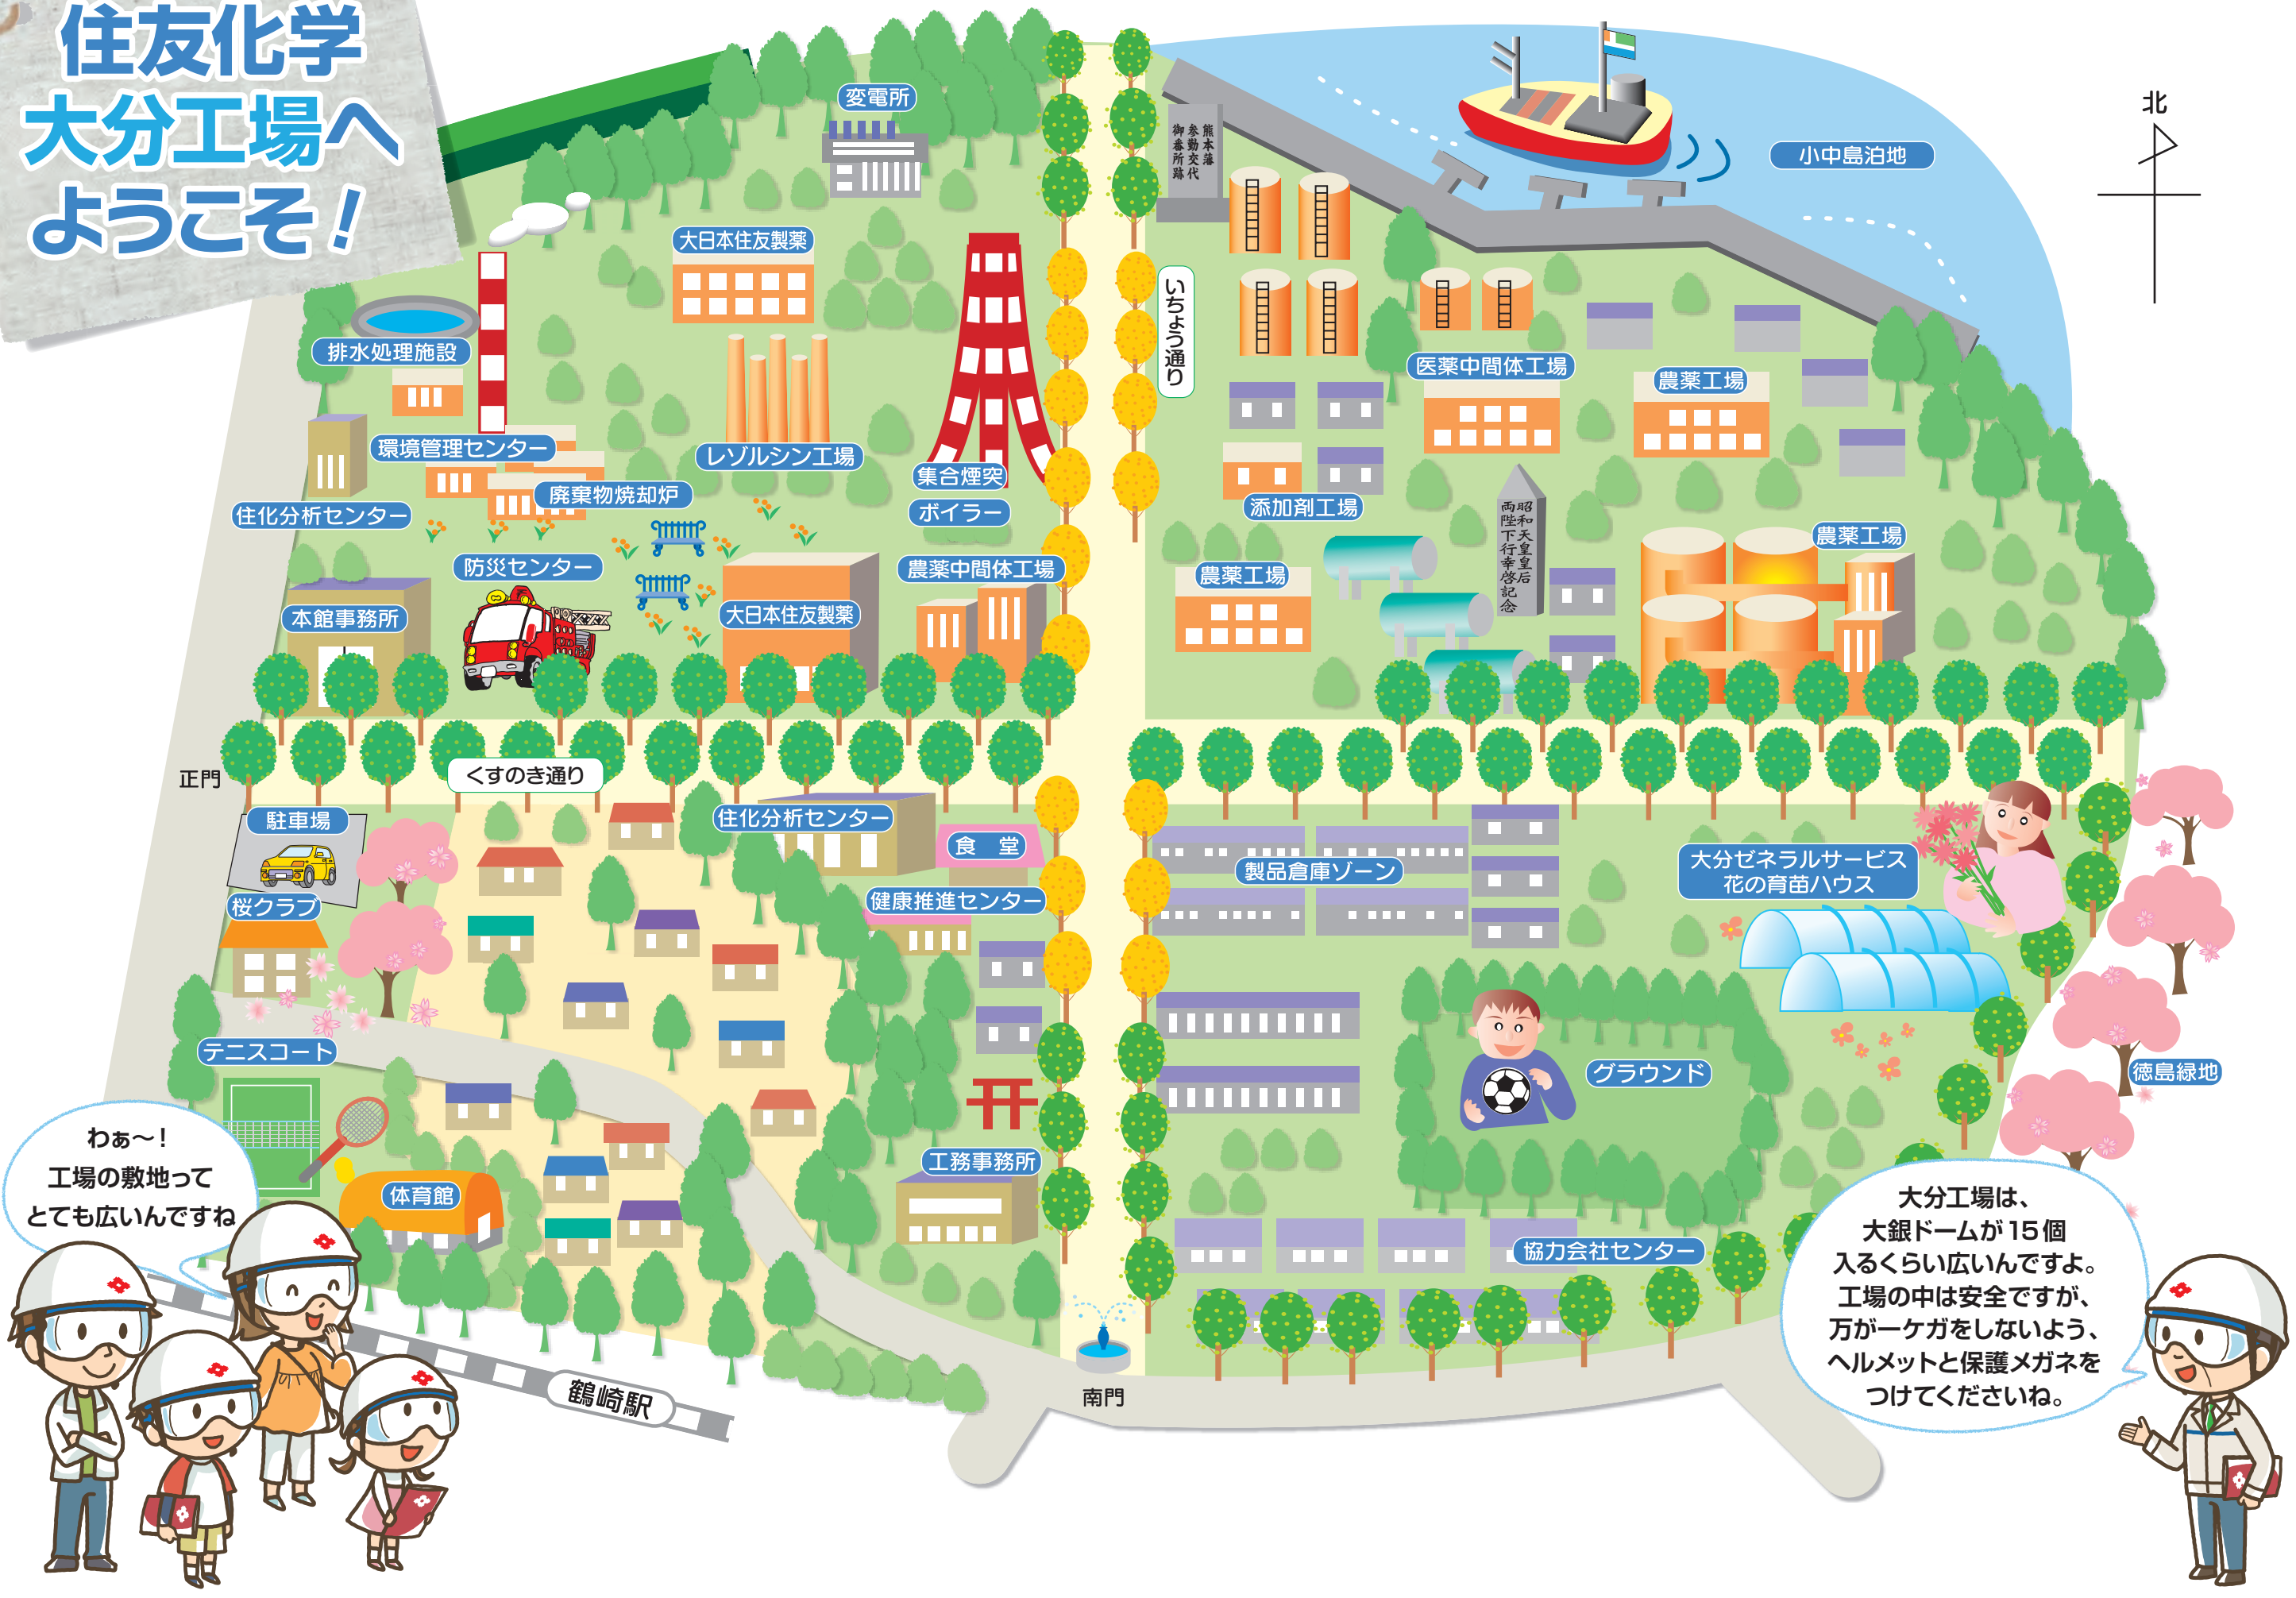 住友化学
大分工場へ
ようこそ！
変電所
熊本藩
参勤交代
御番所跡
小中島泊地
北
大日本住友製薬
いちょう通り
排水処理施設
医薬中間体工場
農薬工場
環境管理センター
レゾルシン工場
集合煙突
廃棄物焼却炉
添加剤工場
住化分析センター
ボイラー
昭和天皇皇后
両陛下行幸啓記念
農薬工場
防災センター
農薬中間体工場
農薬工場
本館事務所
大日本住友製薬
正門
くすのき通り
駐車場
住化分析センター
食　堂
製品倉庫ゾーン
大分ゼネラルサービス
花の育苗ハウス
桜クラブ
健康推進センター
テニスコート
グラウンド
徳島緑地
わぁ～！
工場の敷地って
とても広いんですね
体育館
工務事務所
協力会社センター
大分工場は、
大銀ドームが15個
入るくらい広いんですよ。
工場の中は安全ですが、
万が一ケガをしないよう、
ヘルメットと保護メガネを
つけてくださいね。
鶴崎駅
南門